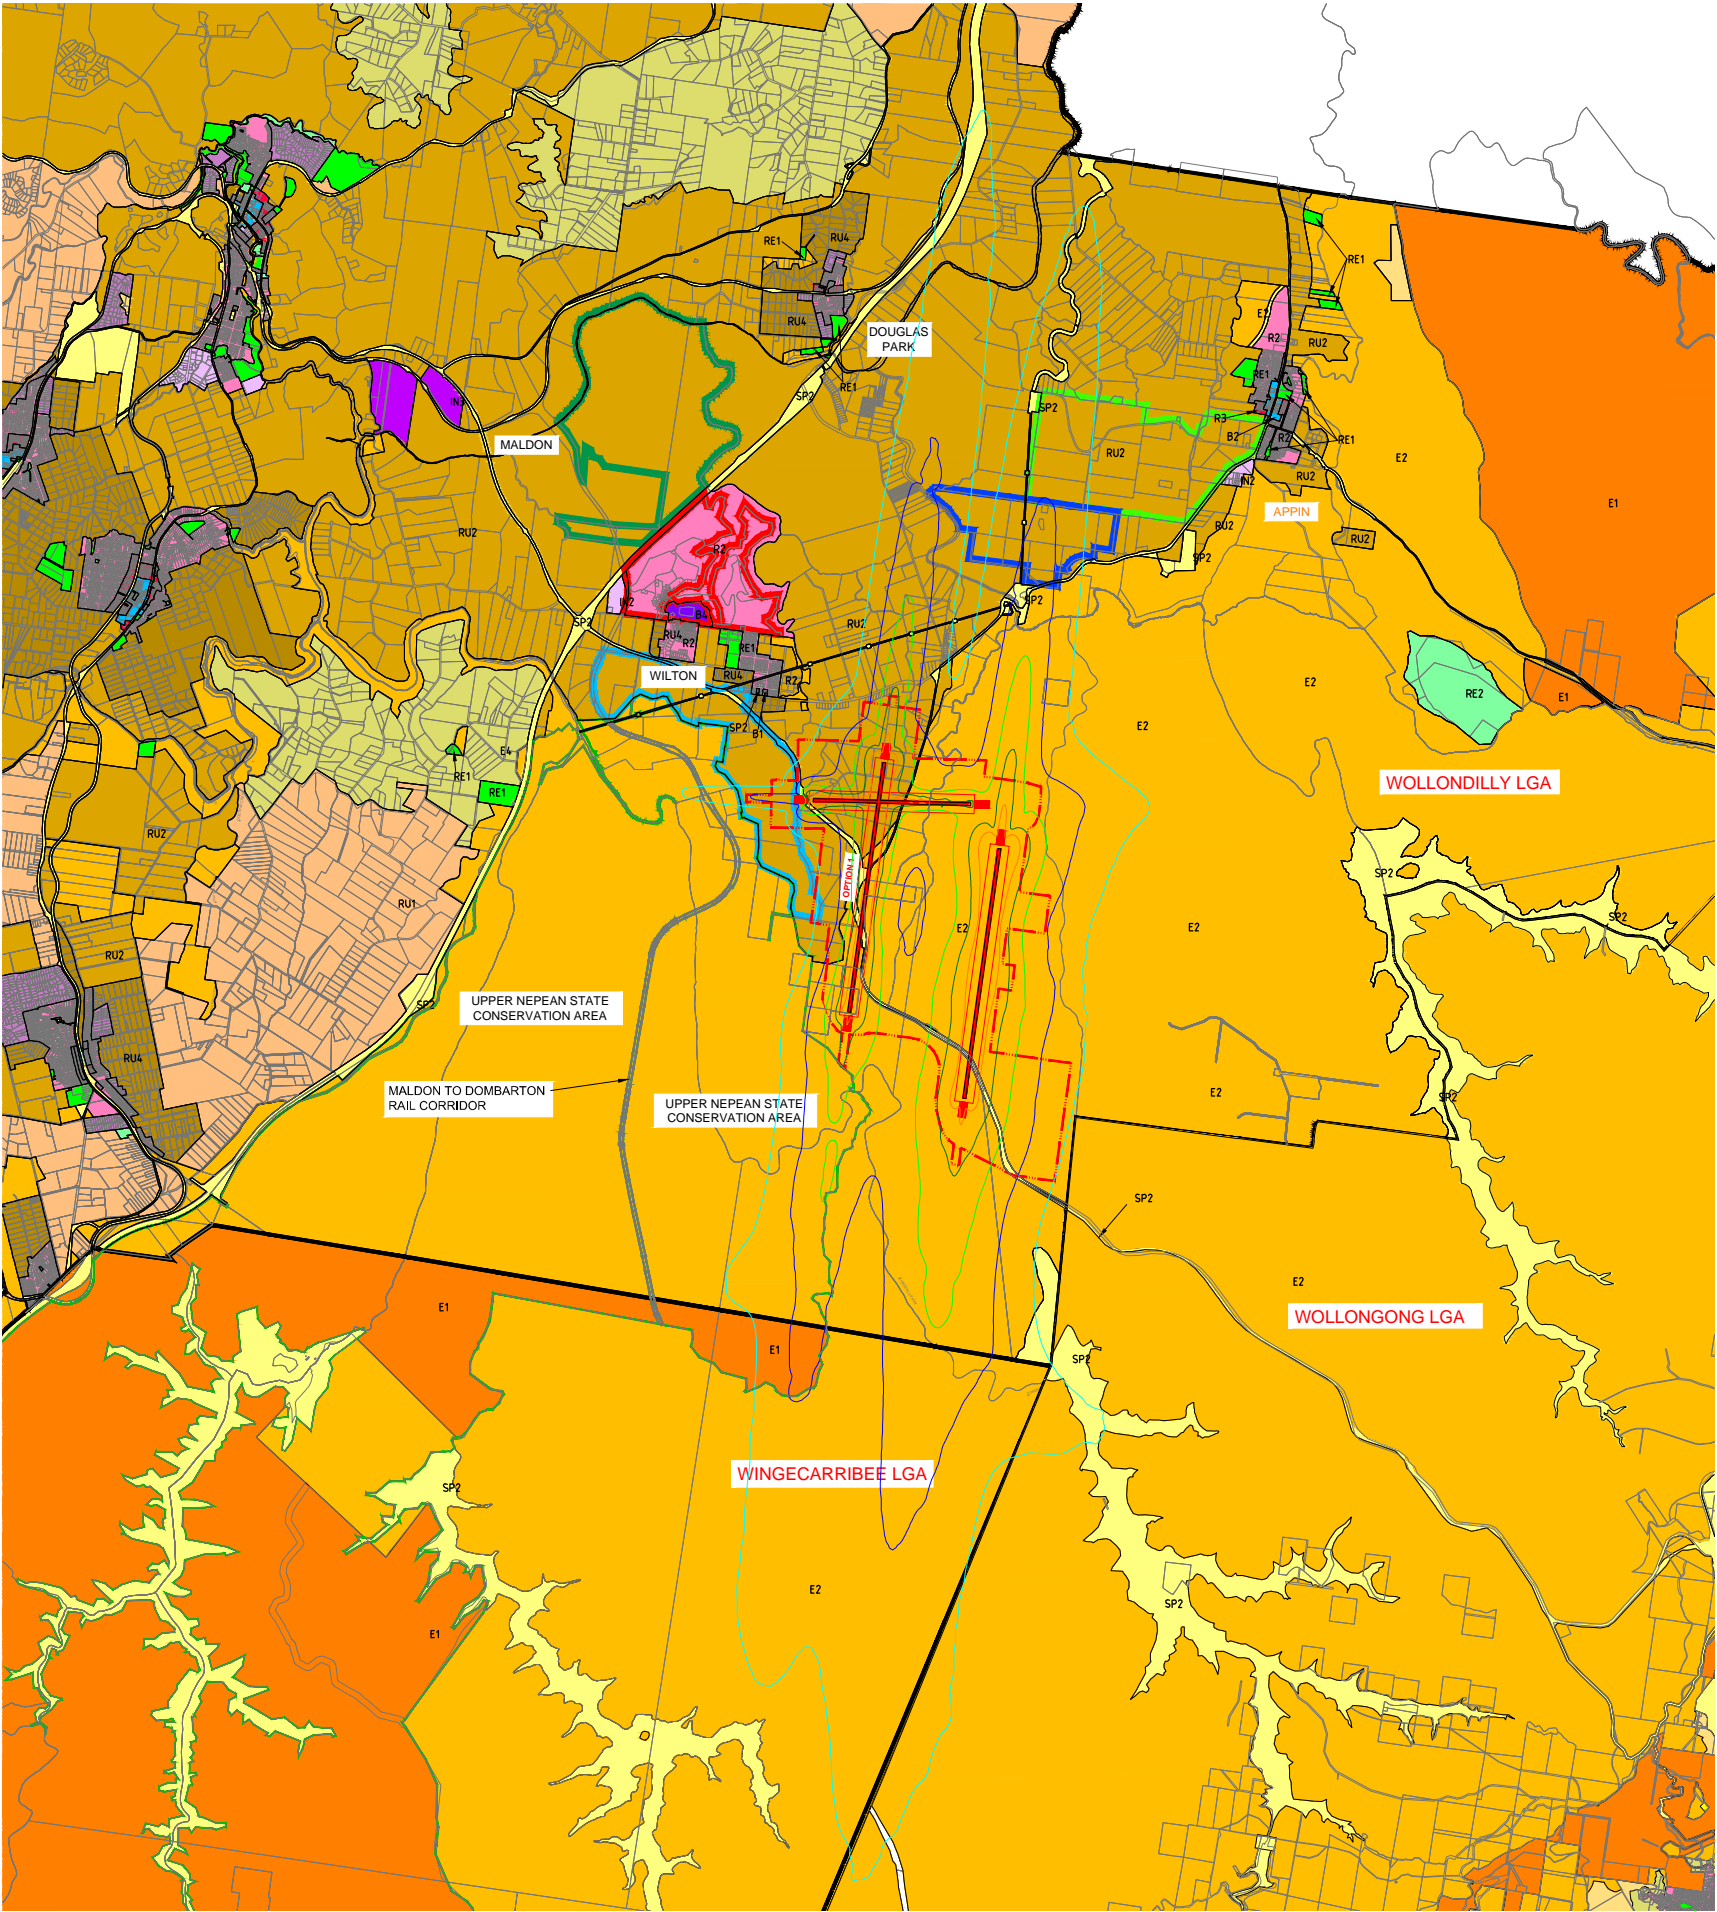 RE1
RU4
RE1
E2
R2
RU2
RU4
DOUGLAS
PARK
RE1
RE1
SP2
SP2
IN3
R3
B2
R2
RE1
MALDON
RU2
E2
IN2
RU2
E1
APPIN
RU2
RU2
RU2
R2
SP2
IN2
B4
SP2
SP2
RU2
RU4
R2
RE1
WILTON
RU4
R2
E2
RE2
E1
SP2
B1
E2
E4
RE1
RE1
WOLLONDILLY LGA
RU2
OPTION 1
SP2
RU1
SP2
E2
E2
RU2
UPPER NEPEAN STATE
CONSERVATION AREA
SP2
RU4
MALDON TO DOMBARTON
RAIL CORRIDOR
UPPER NEPEAN STATE
CONSERVATION AREA
E2
SP2
SP2
E2
E1
WOLLONGONG LGA
E1
SP2
WINGECARRIBEE LGA
SP2
E2
SP2
E1